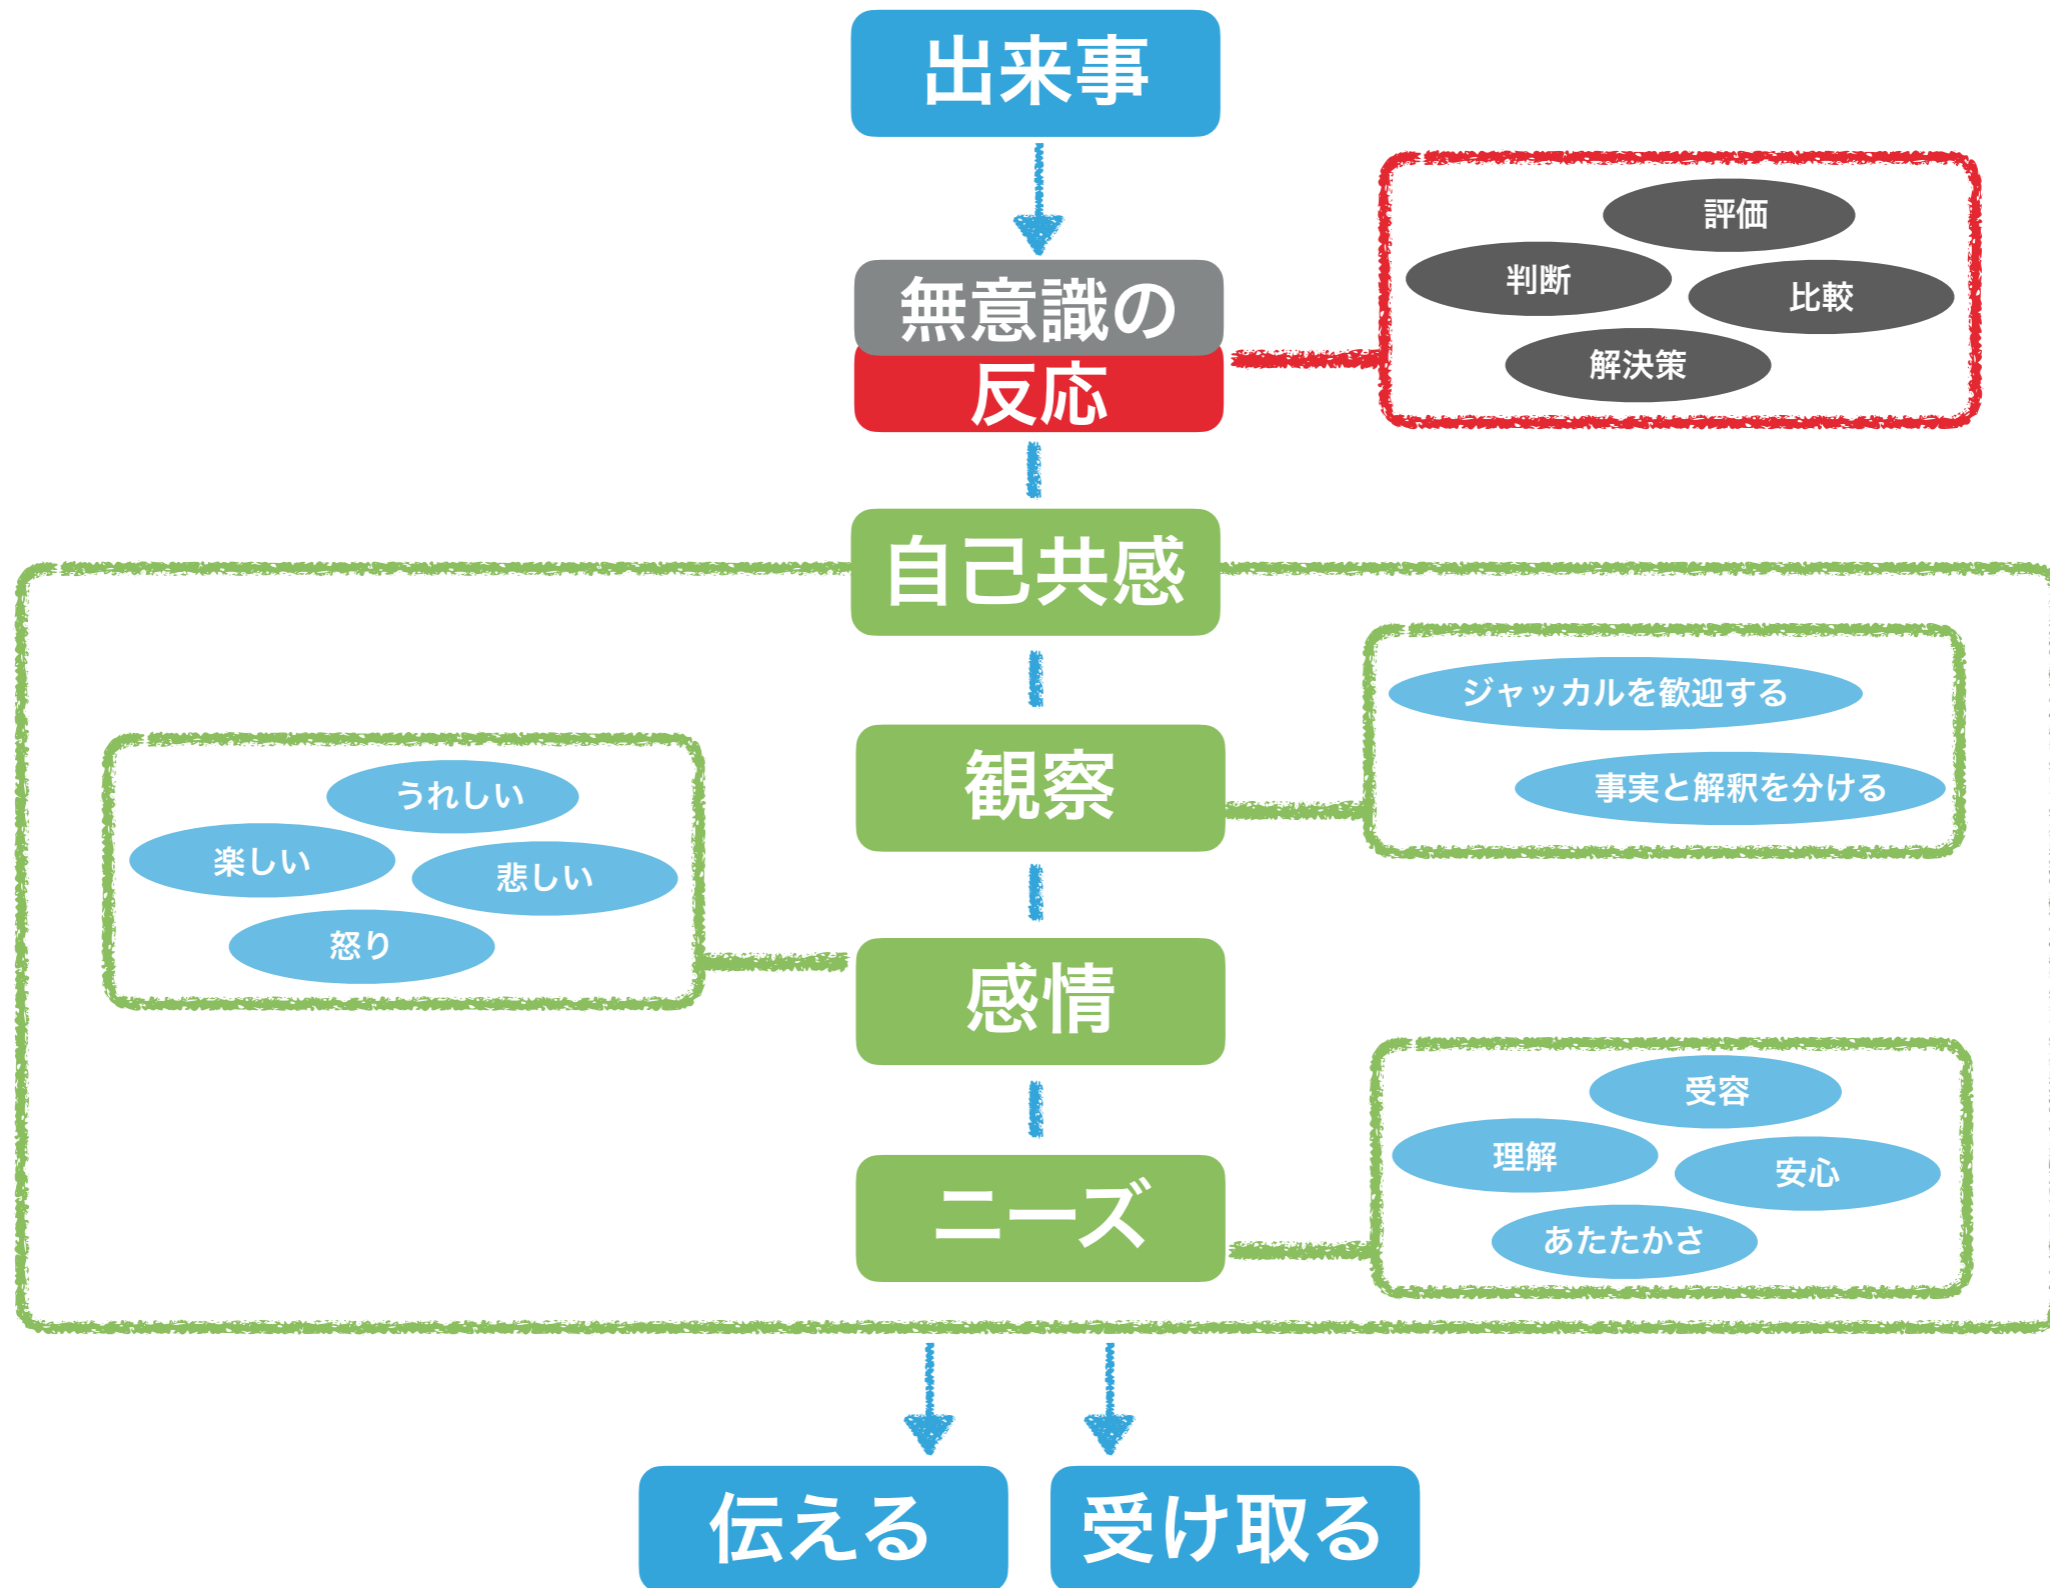 出来事
無意識の
反応
評価
判断
比較
解決策
自己共感
観察
ジャッカルを歓迎する
事実と解釈を分ける
うれしい
楽しい
悲しい
怒り
感情
ニーズ
受容
理解
安心
あたたかさ
伝える
受け取る